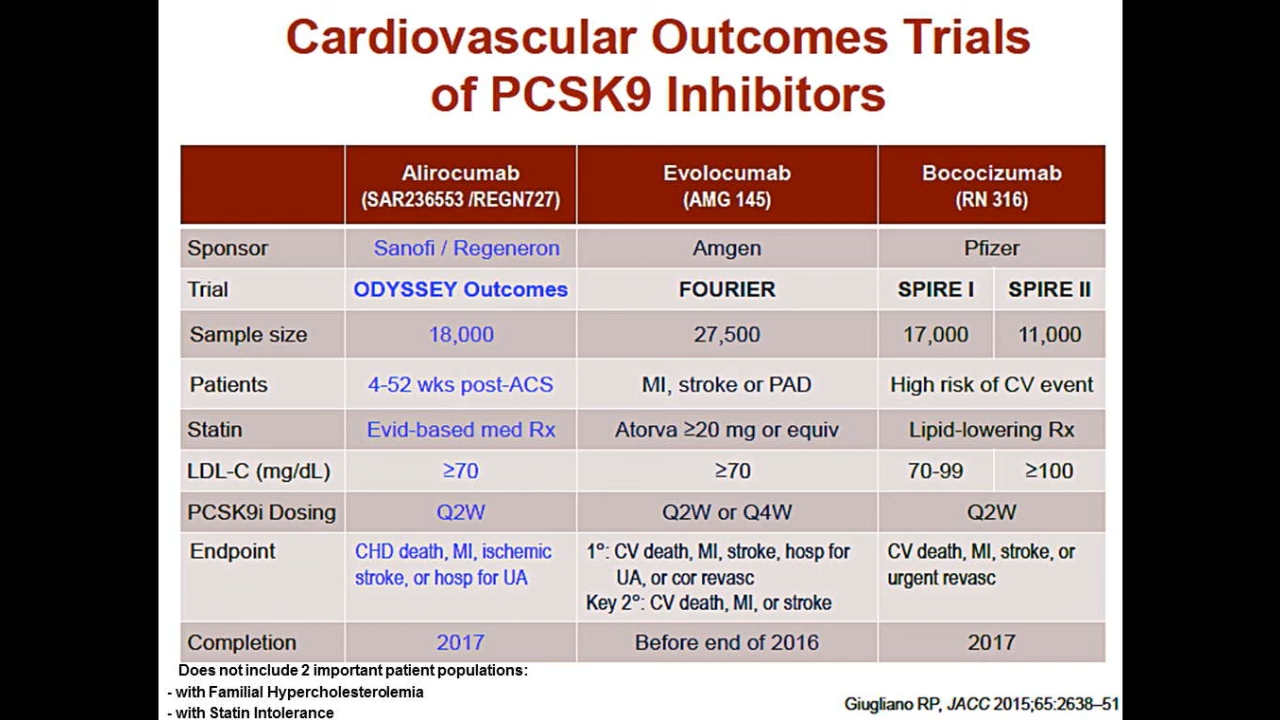 Cardiovascular Outcomes Trials
of PCSK9 Inhibitors
Alirocumab
(SAR236553 /REGN727)
Evolocumab
(AMG 145)
Bococizumab
(RN 316)
Sponsor Sanofi / Regeneron Amgen Pfizer
Trial ODYSSEY Outcomes FOURIER SPIRE I SPIRE II
Sample size 18,000 27,500 17,000 11,000
Patients 4-52 wks post-ACS MI, stroke or PAD High risk of CV event
Statin Evid-based med Rx Atorva ≥20 mg or equiv Lipid-lowering Rx
LDL-C (mg/dL) ≥70 ≥70 70-99 ≥100
PCSK9i Dosing Q2W Q2W or Q4W Q2W
Endpoint
CHD death, MI, ischemic
stroke, or hosp for UA
1º: CV death, MI, stroke, hosp for
UA, or cor revasc
Key 2º: CV death, MI, or stroke
CV death, MI, stroke, or
urgent revasc
Completion 2017 Before end of 2016 2017
Does not include 2 important patient populations:
- with Familial Hypercholesterolemia
- with Statin Intolerance
Giugliano RP, JACC 2015;65:2638–51